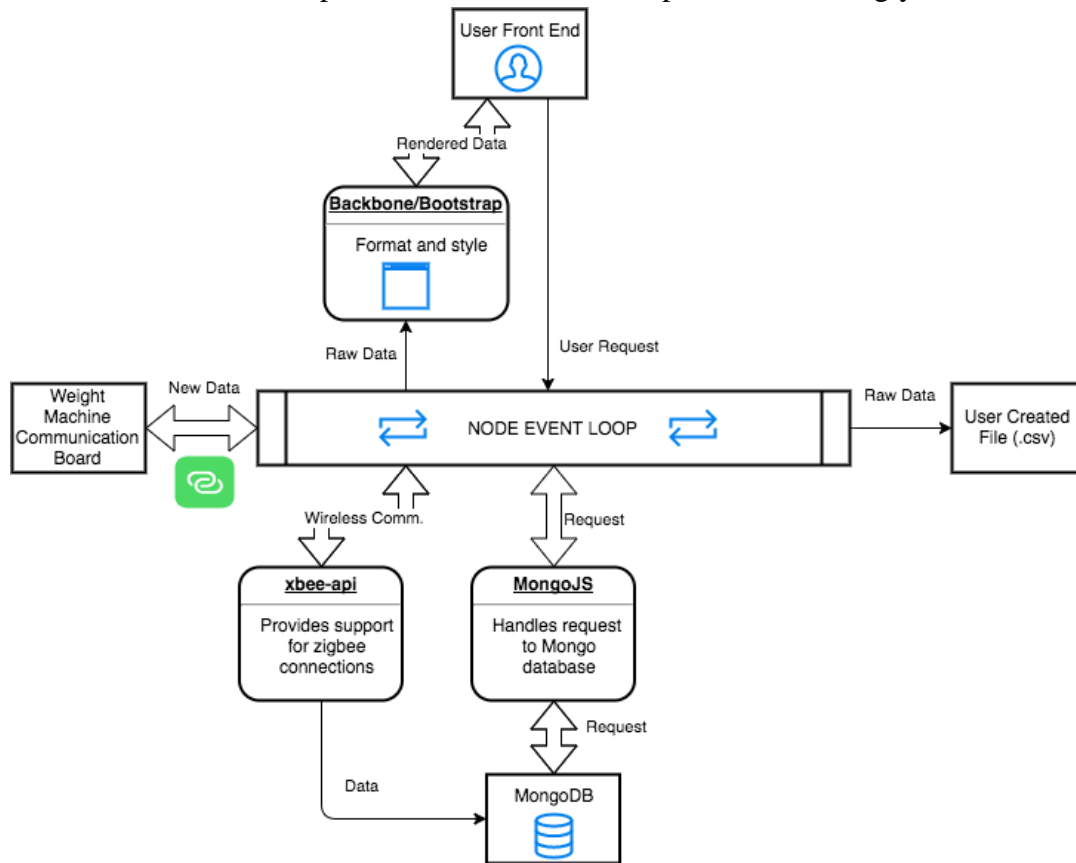 User Front End
Rendered Data
Backbone/Bootstrap
Format and style
Raw Data
User Request
New Data
Raw Data
Weight
Machine
Communication
Board
NODE EVENT LOOP
User Created
File (.csv)
Wireless Comm.
Request
xbee-api
Provides support
for zigbee
connections
MongoJS
Handles request
to Mongo
database
Request
Data
MongoDB